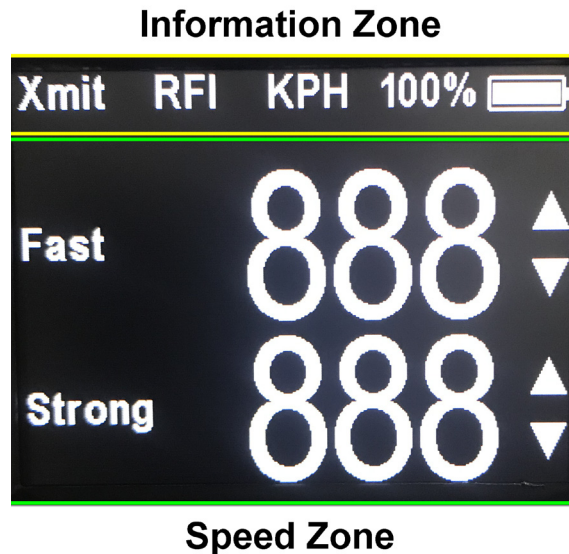 Information Zone
Xmit RFI KPH 100%
Fast 888
Strong 888
Speed Zone